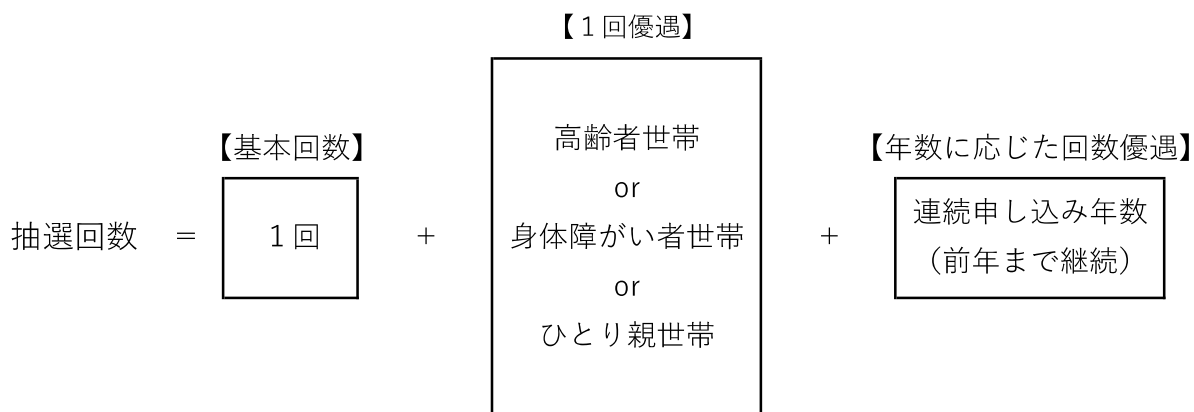 【１回優遇】
高齢者世帯
or
身体障がい者世帯
or
ひとり親世帯
【基本回数】
１回
抽選回数 = + +
【年数に応じた回数優遇】
連続申し込み年数
（前年まで継続）